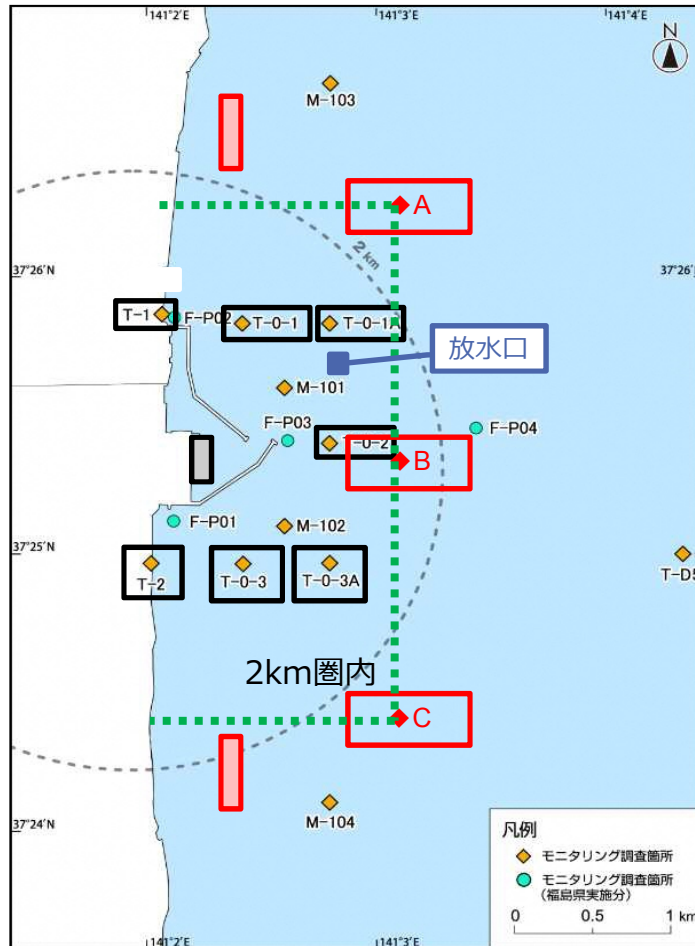 141°2′E
141°3′E
141°4′E
N
M-103
A
2 km
37°26′N
37°26′N
T-1
F-P02
T-0-1
T-0-1A
放水口
M-101
F-P03
T-0-2
F-P04
B
F-P01
M-102
37°25′N
T-2
T-0-3
T-0-3A
T-D5
2km圏内
C
M-104
37°24′N
凡例
モニタリング調査箇所
モニタリング調査箇所
(福島県実施分)
0 0.5 1 km
141°2′E
141°3′E